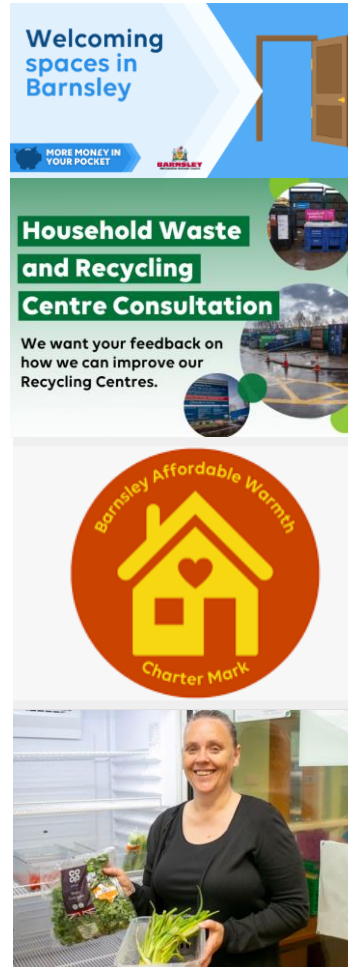 Welcoming
spaces in
Barnsley
MORE MON£Y IN
YOUR POCKET
BARNSLEY
Household Waste
and Recycling
Centre Consultation
We want your feedback on
how we can improve our
Recycling Centres.
Barnsley Affordable Warmth
Charter Mark
CO
OP